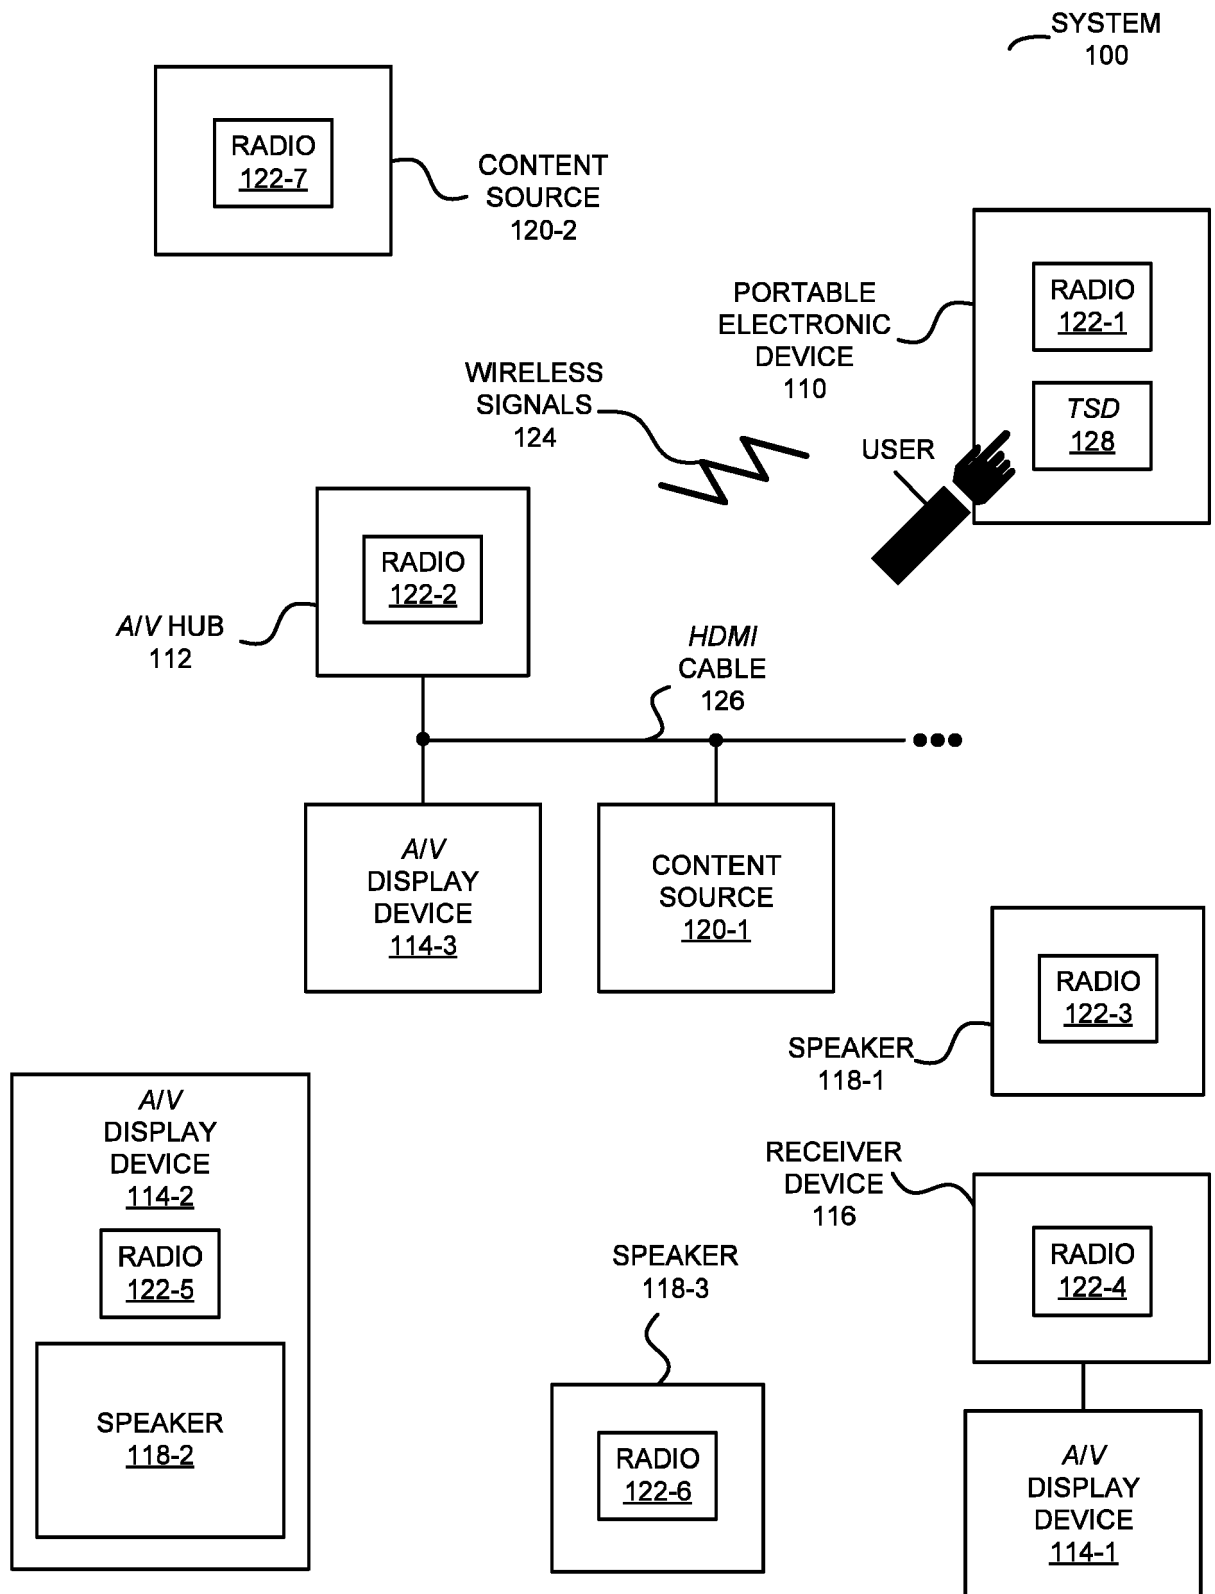 SYSTEM
100
RADIO
122-7
CONTENT
SOURCE
120-2
PORTABLE
ELECTRONIC
DEVICE
110
RADIO
122-1
TSD
128
WIRELESS
SIGNALS
124
USER
RADIO
122-2
A/V HUB
112
HDMI
CABLE
126
A/V
DISPLAY
DEVICE
114-3
CONTENT
SOURCE
120-1
RADIO
122-3
SPEAKER
118-1
A/V
DISPLAY
DEVICE
114-2
RADIO
122-5
SPEAKER
118-2
RECEIVER
DEVICE
116
RADIO
122-4
SPEAKER
118-3
RADIO
122-6
A/V
DISPLAY
DEVICE
114-1